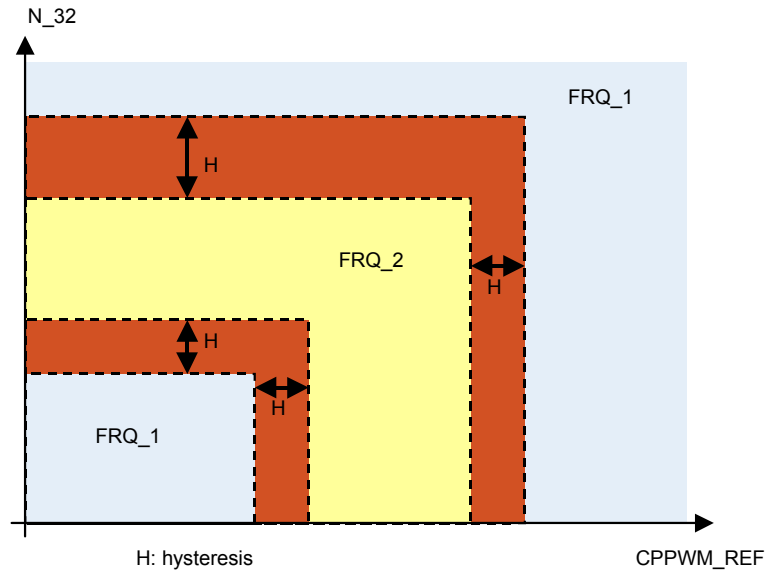 N_32
FRQ_1
H
FRQ_2
H
H
H
FRQ_1
H: hysteresis
CPPWM_REF